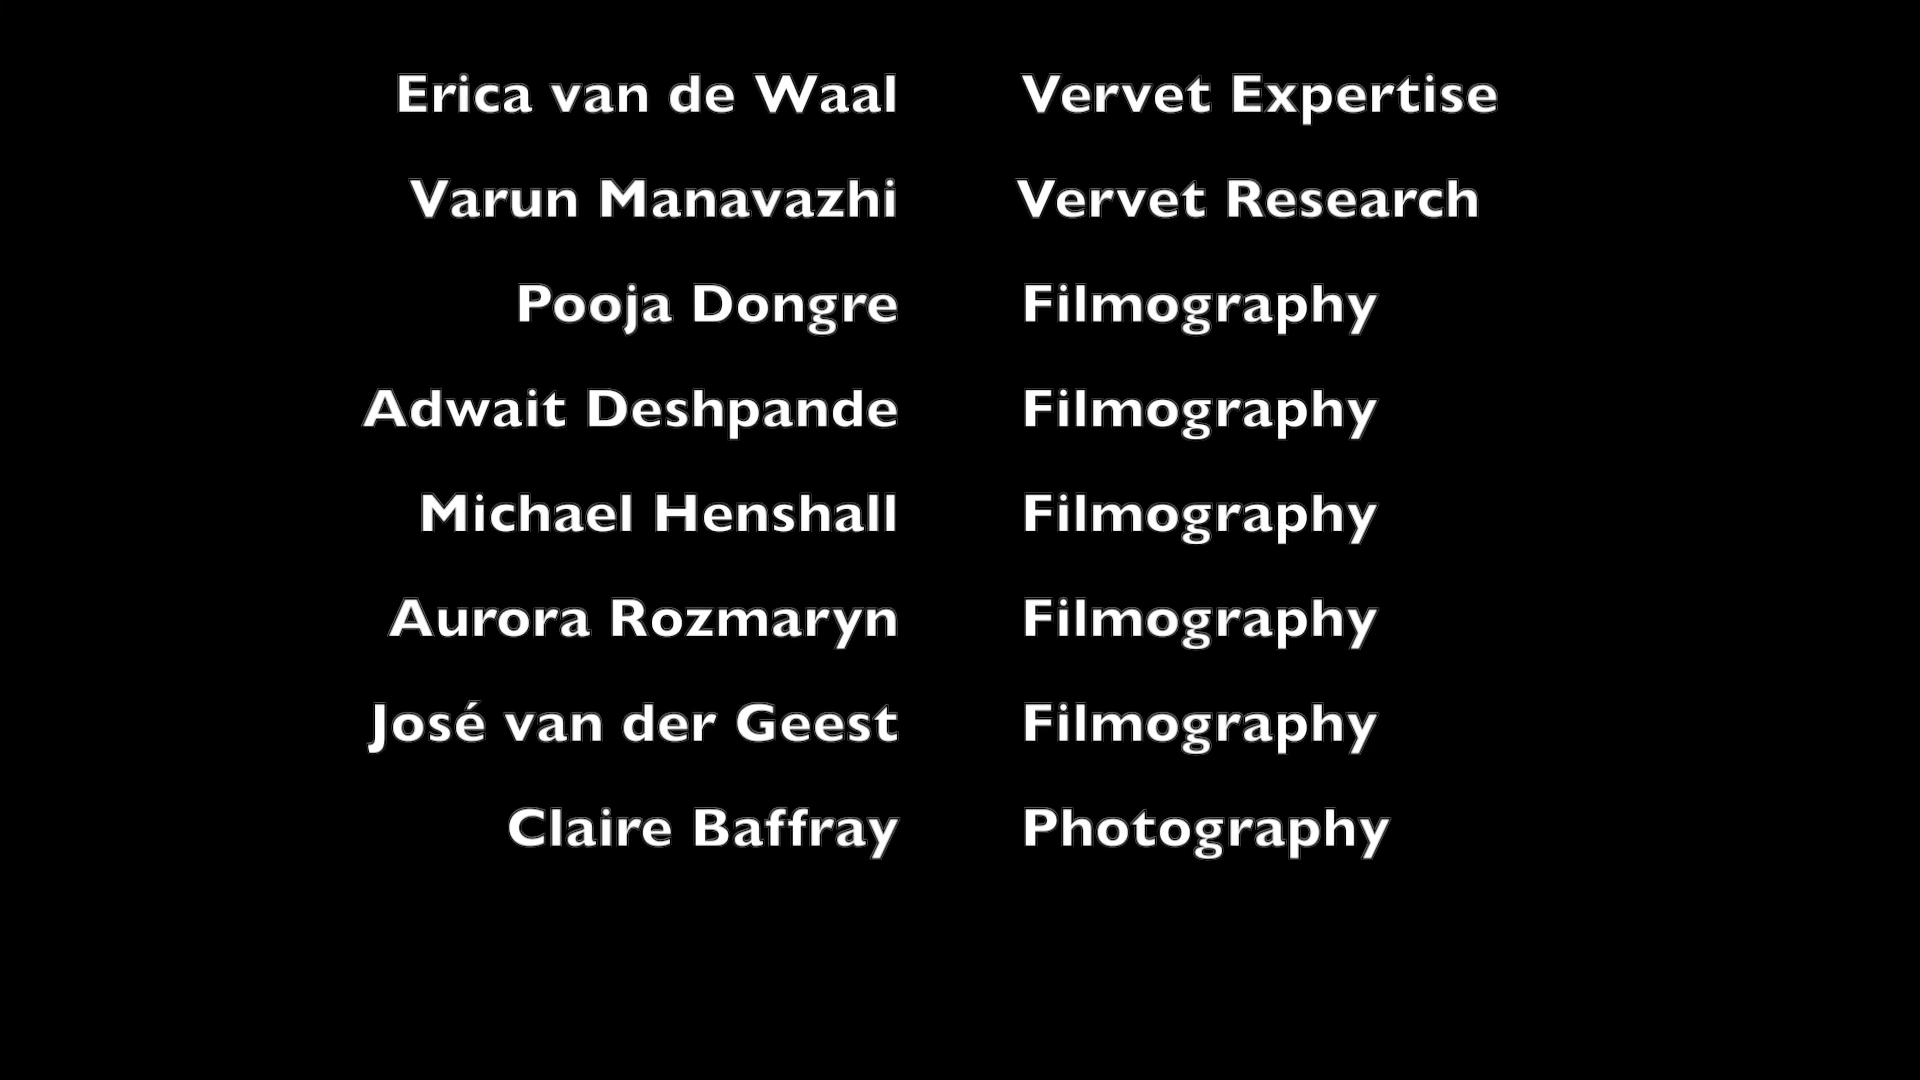 Erica van de Waal Vervet Expertise
Varun Manavazhi Vervet Research
Pooja Dongre Filmography
Adwait Deshpande Filmography
Michael Henshall Filmography
Aurora Rozmaryn Filmography
José van der Geest Filmography
Claire Baffray Photography